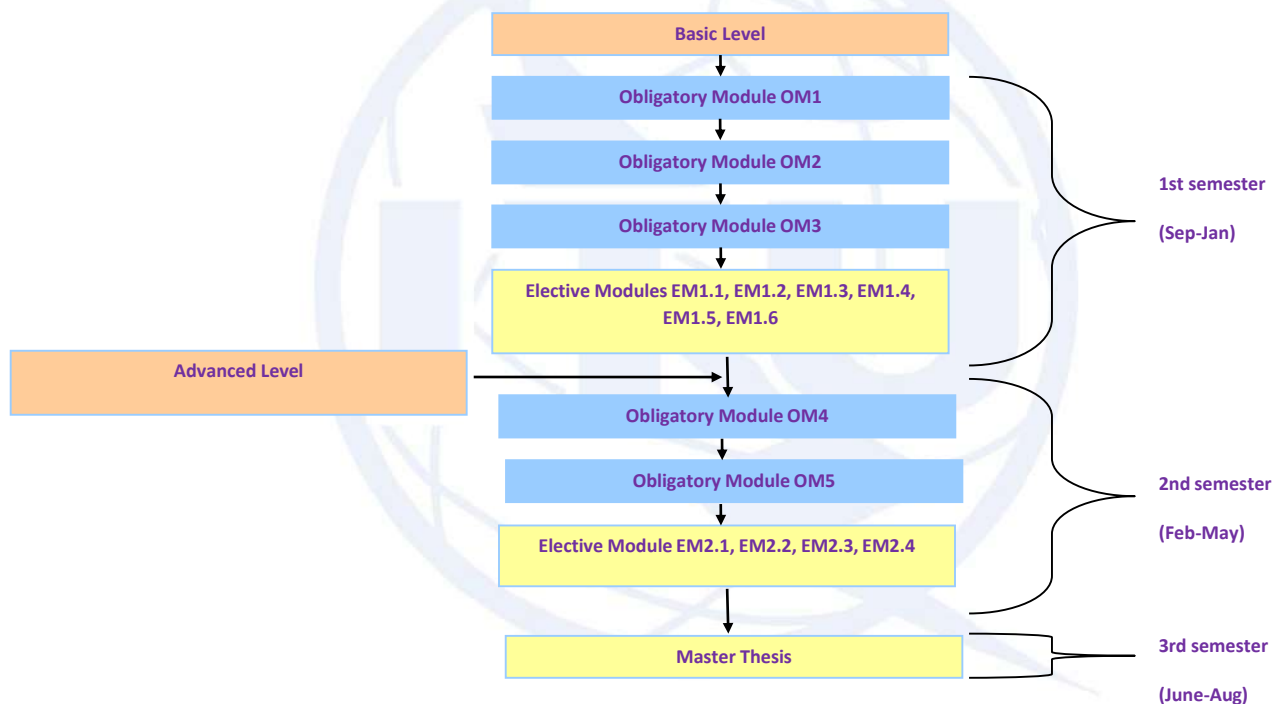 Basic Level
Obligatory Module OM1
Obligatory Module OM2
Obligatory Module OM3
Elective Modules EM1.1, EM1.2, EM1.3, EM1.4,
EM1.5, EM1.6
1st semester
(Sep-Jan)
Advanced Level
Obligatory Module OM4
Obligatory Module OM5
Elective Module EM2.1, EM2.2, EM2.3, EM2.4
2nd semester
(Feb-May)
Master Thesis
3rd semester
(June-Aug)
ITU